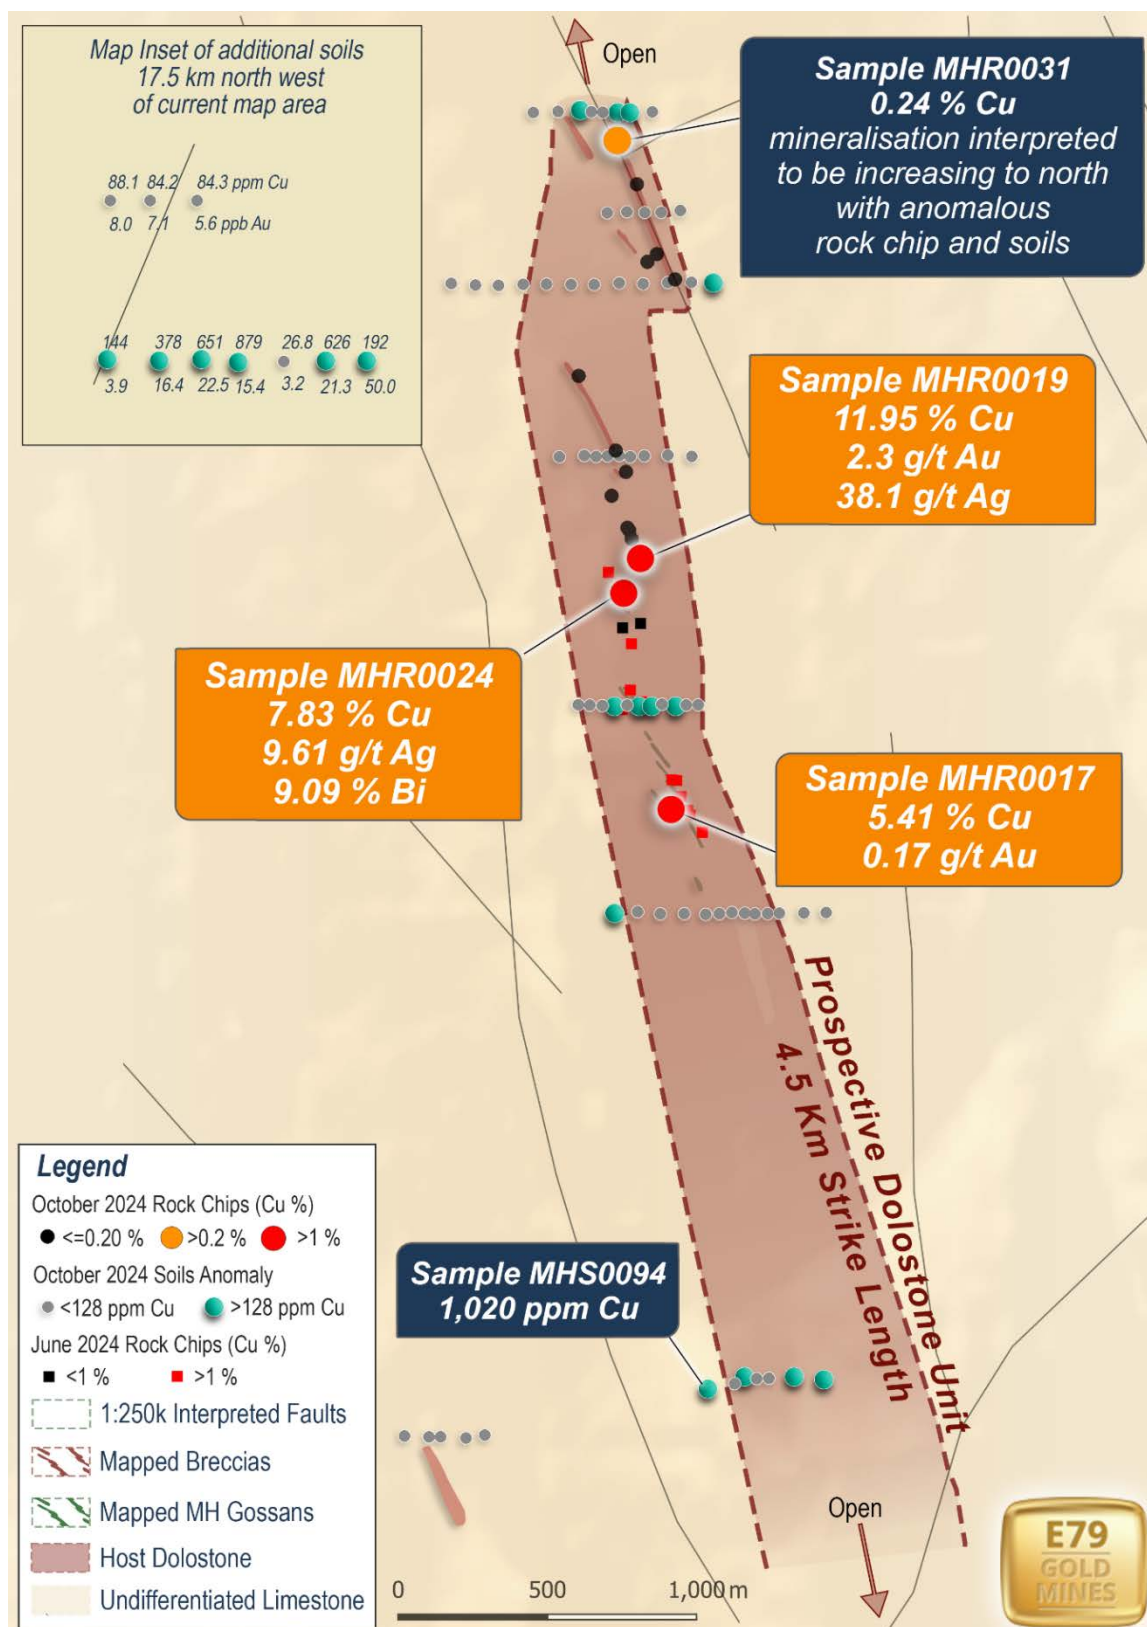 Map Inset of additional soils
17.5 km north west
of current map area
88.1 84.2 84.3 ppm Cu
8.0 7.1 5.6 ppb Au
144 378 651 879 26.8 626 192
3.9 16.4 22.5 15.4 3.2 21.3 50.0
Open
Sample MHR0031
0.24 % Cu
mineralisation interpreted
to be increasing to north
with anomalous
rock chip and soils
Sample MHR0019
11.95 % Cu
2.3 g/t Au
38.1 g/t Ag
Sample MHR0024
7.83 % Cu
9.61 g/t Ag
9.09 % Bi
Sample MHR0017
5.41 % Cu
0.17 g/t Au
Prospective Dolostone Unit
4.5 Km Strike Length
Sample MHS0094
1,020 ppm Cu
Open
Legend
October 2024 Rock Chips (Cu %)
<=0.20 % >0.2 % >1 %
October 2024 Soils Anomaly
<128 ppm Cu >128 ppm Cu
June 2024 Rock Chips (Cu %)
<1 % >1 %
1:250k Interpreted Faults
Mapped Breccias
Mapped MH Gossans
Host Dolostone
Undifferentiated Limestone
0 500 1,000 m
E79
GOLD
MINES